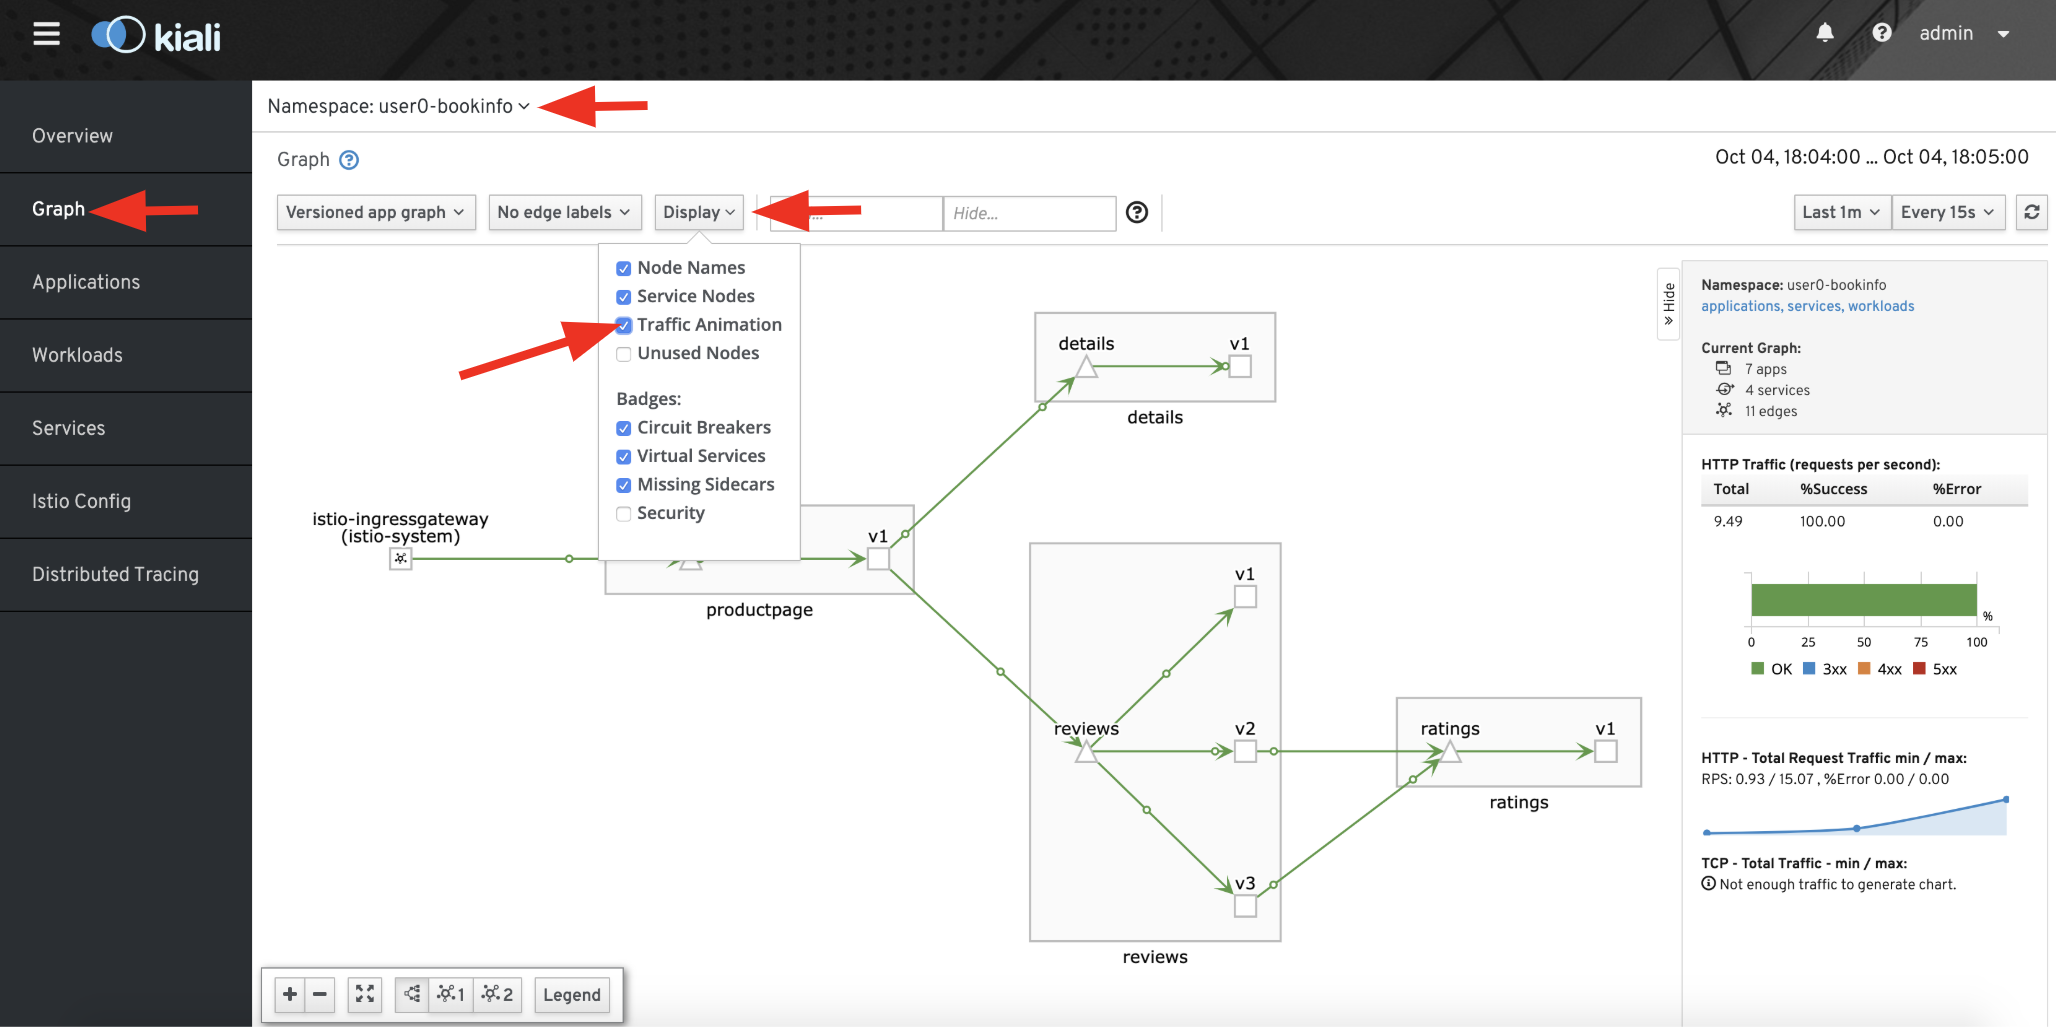 kiali
admin
Namespace: user0-bookinfo
Overview
Graph
Applications
Workloads
Services
Istio Config
Distributed Tracing
Graph
Oct 04, 18:04:00 ... Oct 04, 18:05:00
Versioned app graph
No edge labels
Display
Hide...
Last 1m
Every 15s
Node Names
Service Nodes
Traffic Animation
Unused Nodes
Badges:
Circuit Breakers
Virtual Services
Missing Sidecars
Security
istio-ingressgateway
(istio-system)
v1
productpage
details
v1
details
v1
reviews
v2
v3
reviews
ratings
v1
ratings
Hide
Namespace: user0-bookinfo
applications, services, workloads
Current Graph:
7 apps
4 services
11 edges
HTTP Traffic (requests per second):
Total %Success %Error
9.49 100.00 0.00
%
0 25 50 75 100
OK 3xx 4xx 5xx
HTTP - Total Request Traffic min / max:
RPS: 0.93 / 15.07 , %Error 0.00 / 0.00
TCP - Total Traffic - min / max:
Not enough traffic to generate chart.
1
2
Legend